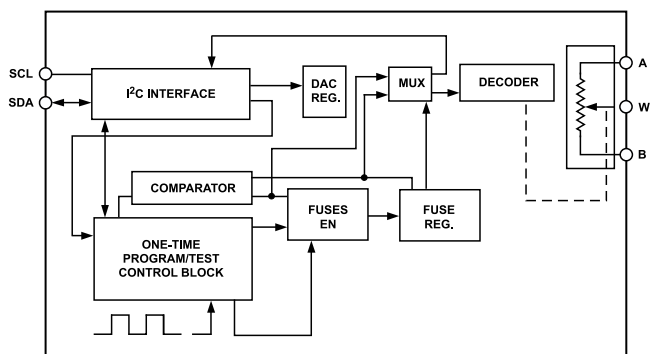 SCL
SDA
I²C INTERFACE
DAC
REG.
MUX
DECODER
A
W
B
COMPARATOR
FUSES
EN
FUSE
REG.
ONE-TIME
PROGRAM/TEST
CONTROL BLOCK